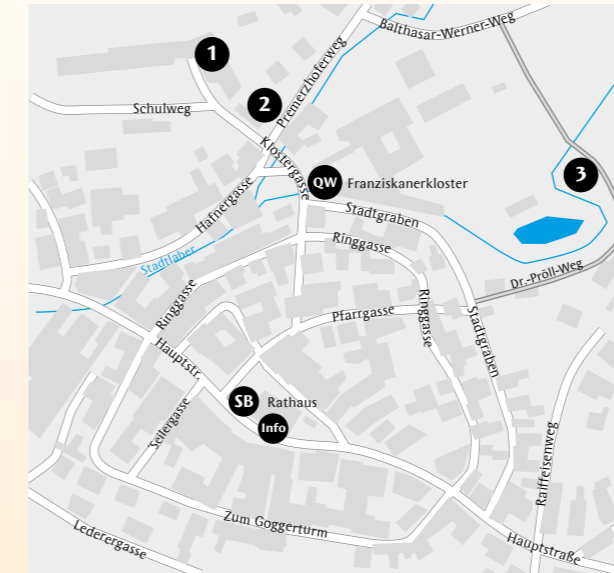 Balthasar-Werner-Weg
1
Premerzhoferweg
2
Schulweg
Klostergasse
3
QW
Franziskanerkloster
Hafnergasse
Stadtgraben
Ringgasse
Stadtlaber
Dr.-Pröll-Weg
Ringgasse
Ringgasse
Pfarrgasse
Stadtgraben
Hauptstr.
SB
Rathaus
Info
Seilergasse
Raiffeisenweg
Zum Goggerturm
Hauptstraße
Lederergasse